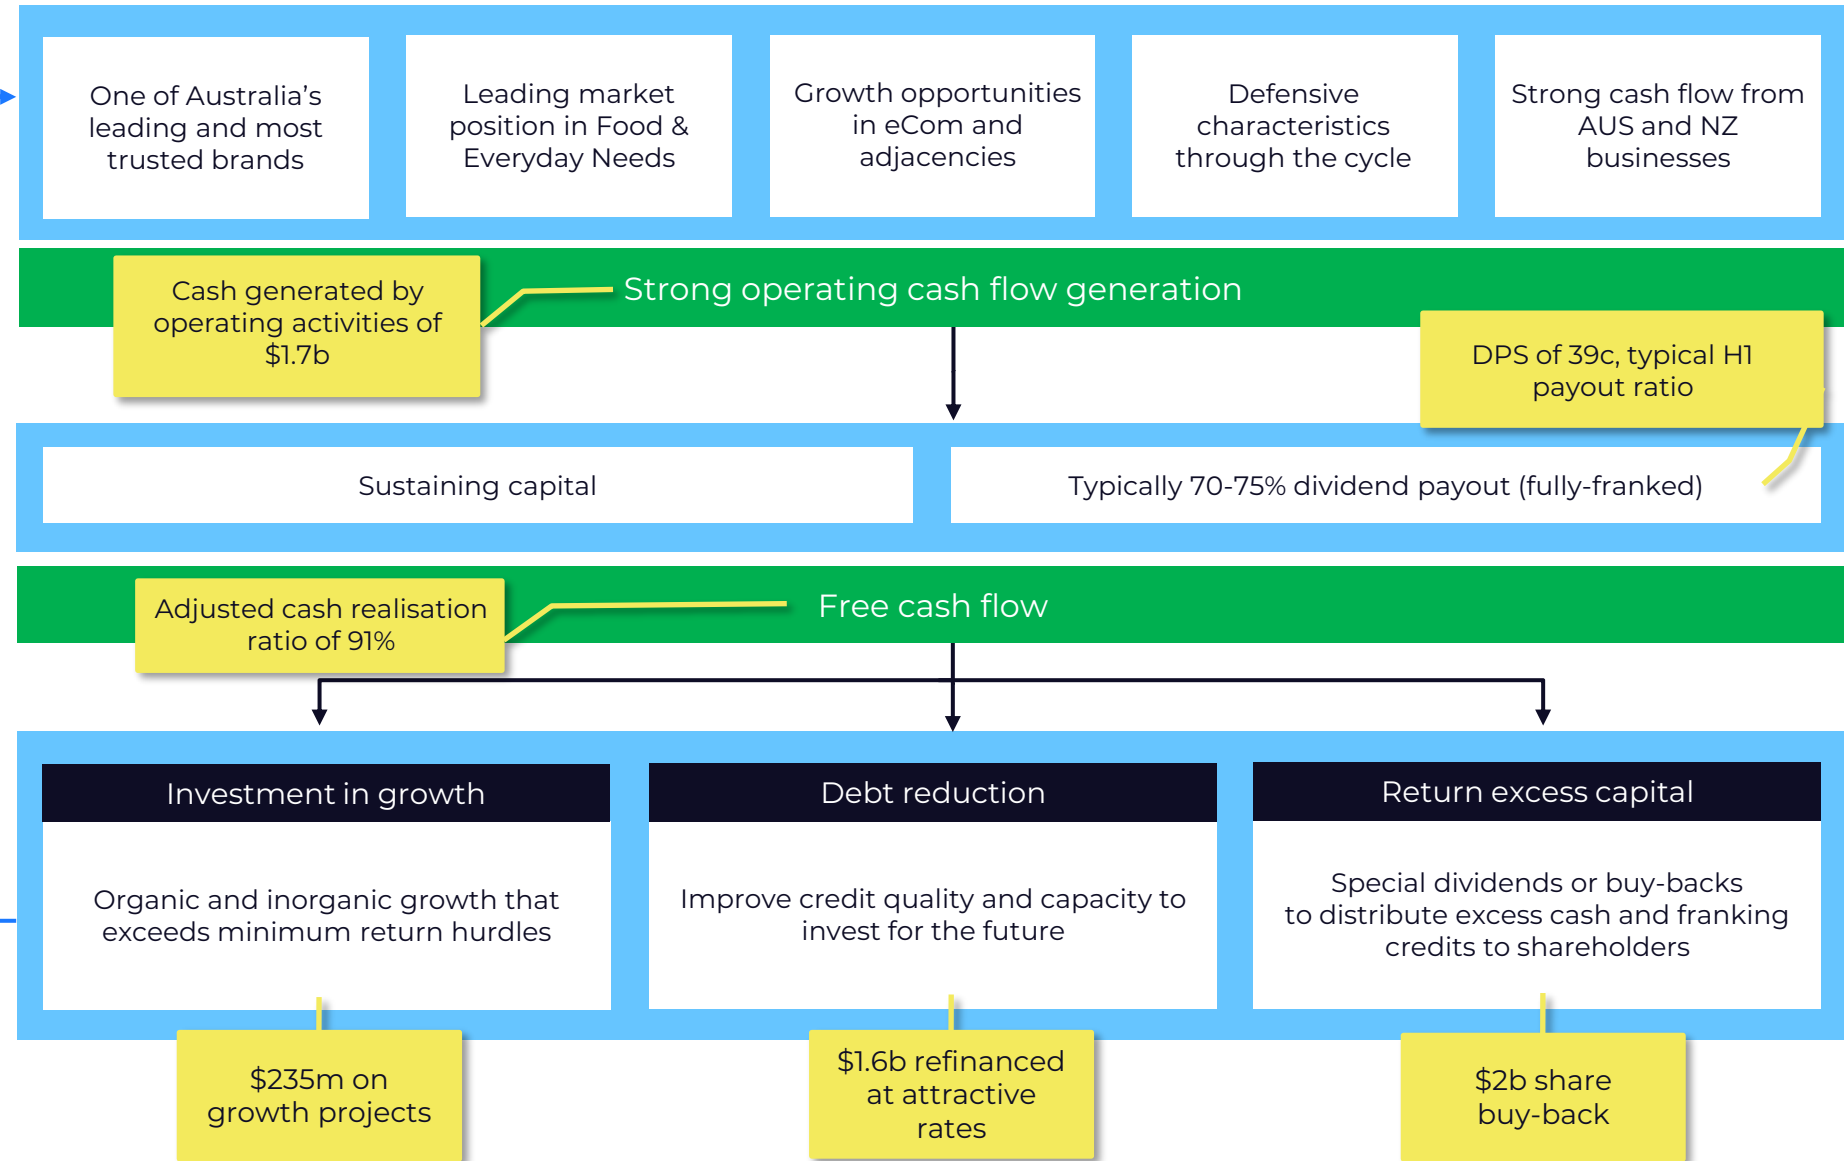 One of Australia's
leading and most
trusted brands
Leading market
position in Food &
Everyday Needs
Growth opportunities
in eCom and
adjacencies
Defensive
characteristics
through the cycle
Strong cash flow from
AUS and NZ
businesses
Cash generated by
operating activities of
$1.7b
Strong operating cash flow generation
DPS of 39c, typical H1
payout ratio
Sustaining capital
Typically 70-75% dividend payout (fully-franked)
Adjusted cash realisation
ratio of 91%
Free cash flow
Investment in growth
Organic and inorganic growth that
exceeds minimum return hurdles
Debt reduction
Improve credit quality and capacity to
invest for the future
Return excess capital
Special dividends or buy-backs
to distribute excess cash and franking
credits to shareholders
$235m on
growth projects
$1.6b refinanced
at attractive
rates
$2b share
buy-back